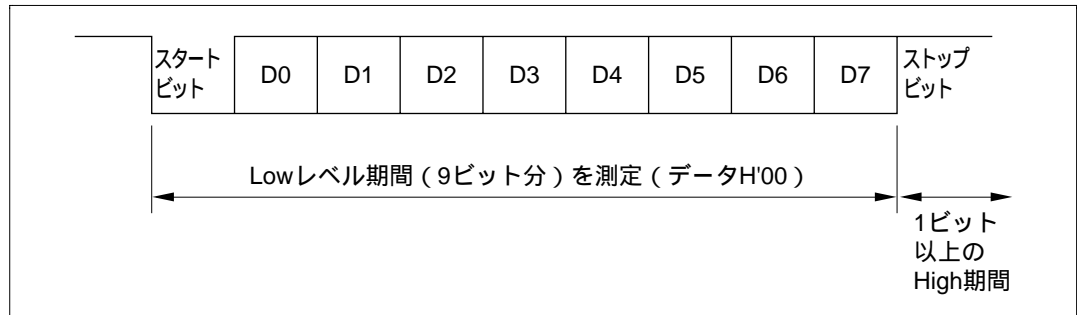 スタート
ビット
D0
D1
D2
D3
D4
D5
D6
D7
ストップ
ビット
Lowレベル期間（9ビット分）を測定（データH'00）
1ビット
以上の
High期間